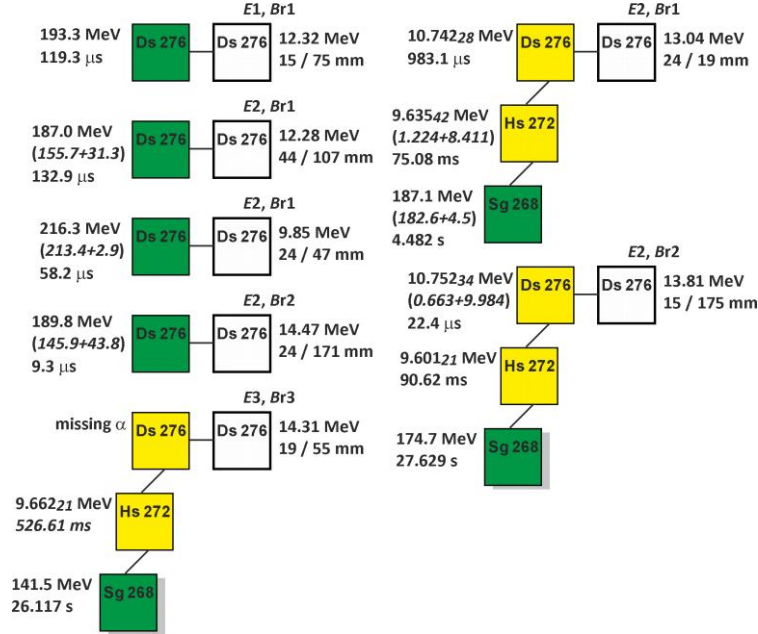 E1, Br1
193.3 MeV
119.3 μs
Ds 276
Ds 276
12.32 MeV
15 / 75 mm
E2, Br1
187.0 MeV
(155.7+31.3)
132.9 μs
Ds 276
Ds 276
12.28 MeV
44 / 107 mm
E2, Br1
216.3 MeV
(213.4+2.9)
58.2 μs
Ds 276
Ds 276
9.85 MeV
24 / 47 mm
E2, Br2
189.8 MeV
(145.9+43.8)
9.3 μs
Ds 276
Ds 276
14.47 MeV
24 / 171 mm
E3, Br3
missing α
Ds 276
Ds 276
14.31 MeV
19 / 55 mm
9.66221 MeV
526.61 ms
Hs 272
141.5 MeV
26.117 s
Sg 268
E2, Br1
10.74228 MeV
983.1 μs
Ds 276
Ds 276
13.04 MeV
24 / 19 mm
9.63542 MeV
(1.224+8.411)
75.08 ms
Hs 272
187.1 MeV
(182.6+4.5)
4.482 s
Sg 268
E2, Br2
10.75234 MeV
(0.663+9.984)
22.4 μs
Ds 276
Ds 276
13.81 MeV
15 / 175 mm
9.60121 MeV
90.62 ms
Hs 272
174.7 MeV
27.629 s
Sg 268